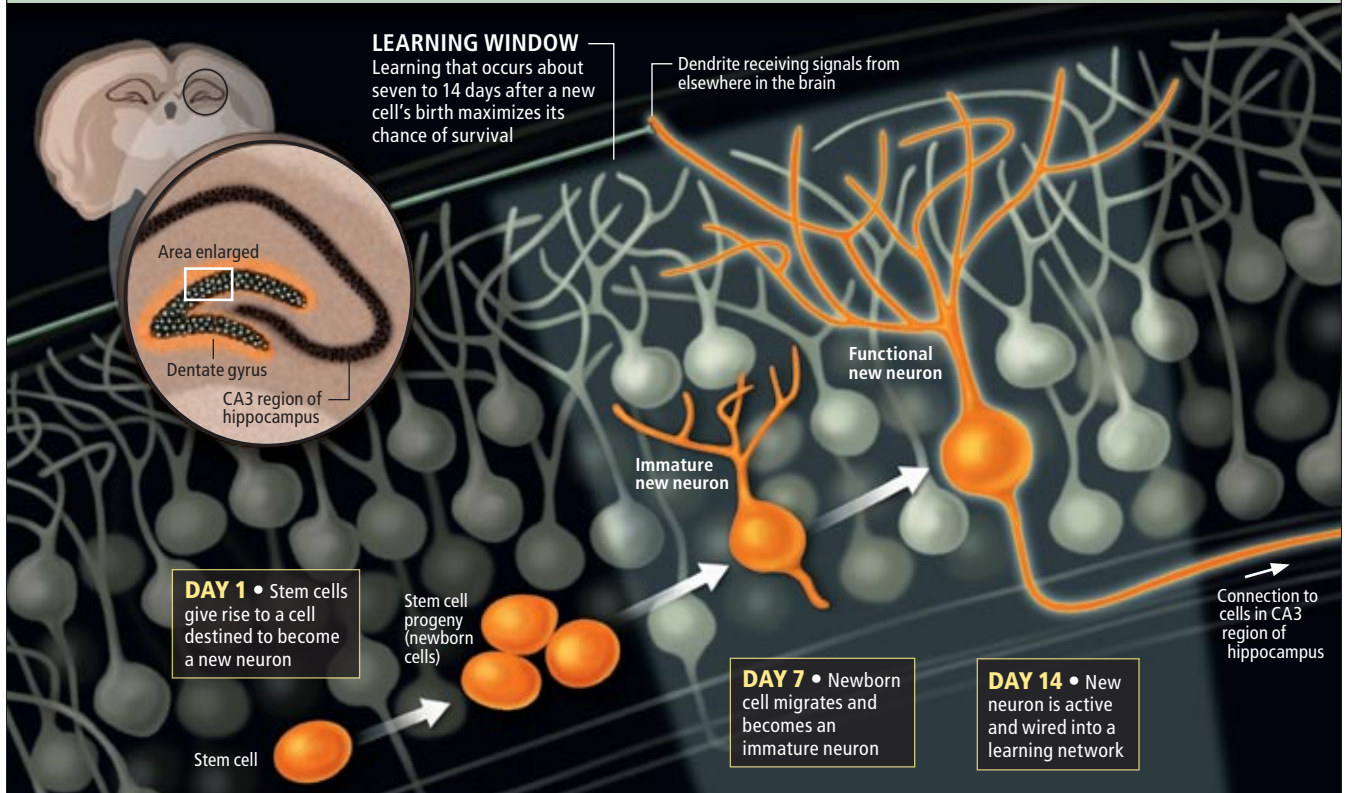 LEARNING WINDOW
Learning that occurs about
seven to 14 days after a new
cell's birth maximizes its
chance of survival
Dendrite receiving signals from
elsewhere in the brain
Area enlarged
Dentate gyrus
CA3 region of
hippocampus
Functional
new neuron
Immature
new neuron
DAY 1 • Stem cells
give rise to a cell
destined to become
a new neuron
Stem cell
progeny
(newborn
cells)
Stem cell
DAY 7 • Newborn
cell migrates and
becomes an
immature neuron
DAY 14 • New
neuron is active
and wired into a
learning network
Connection to
cells in CA3
region of
hippocampus